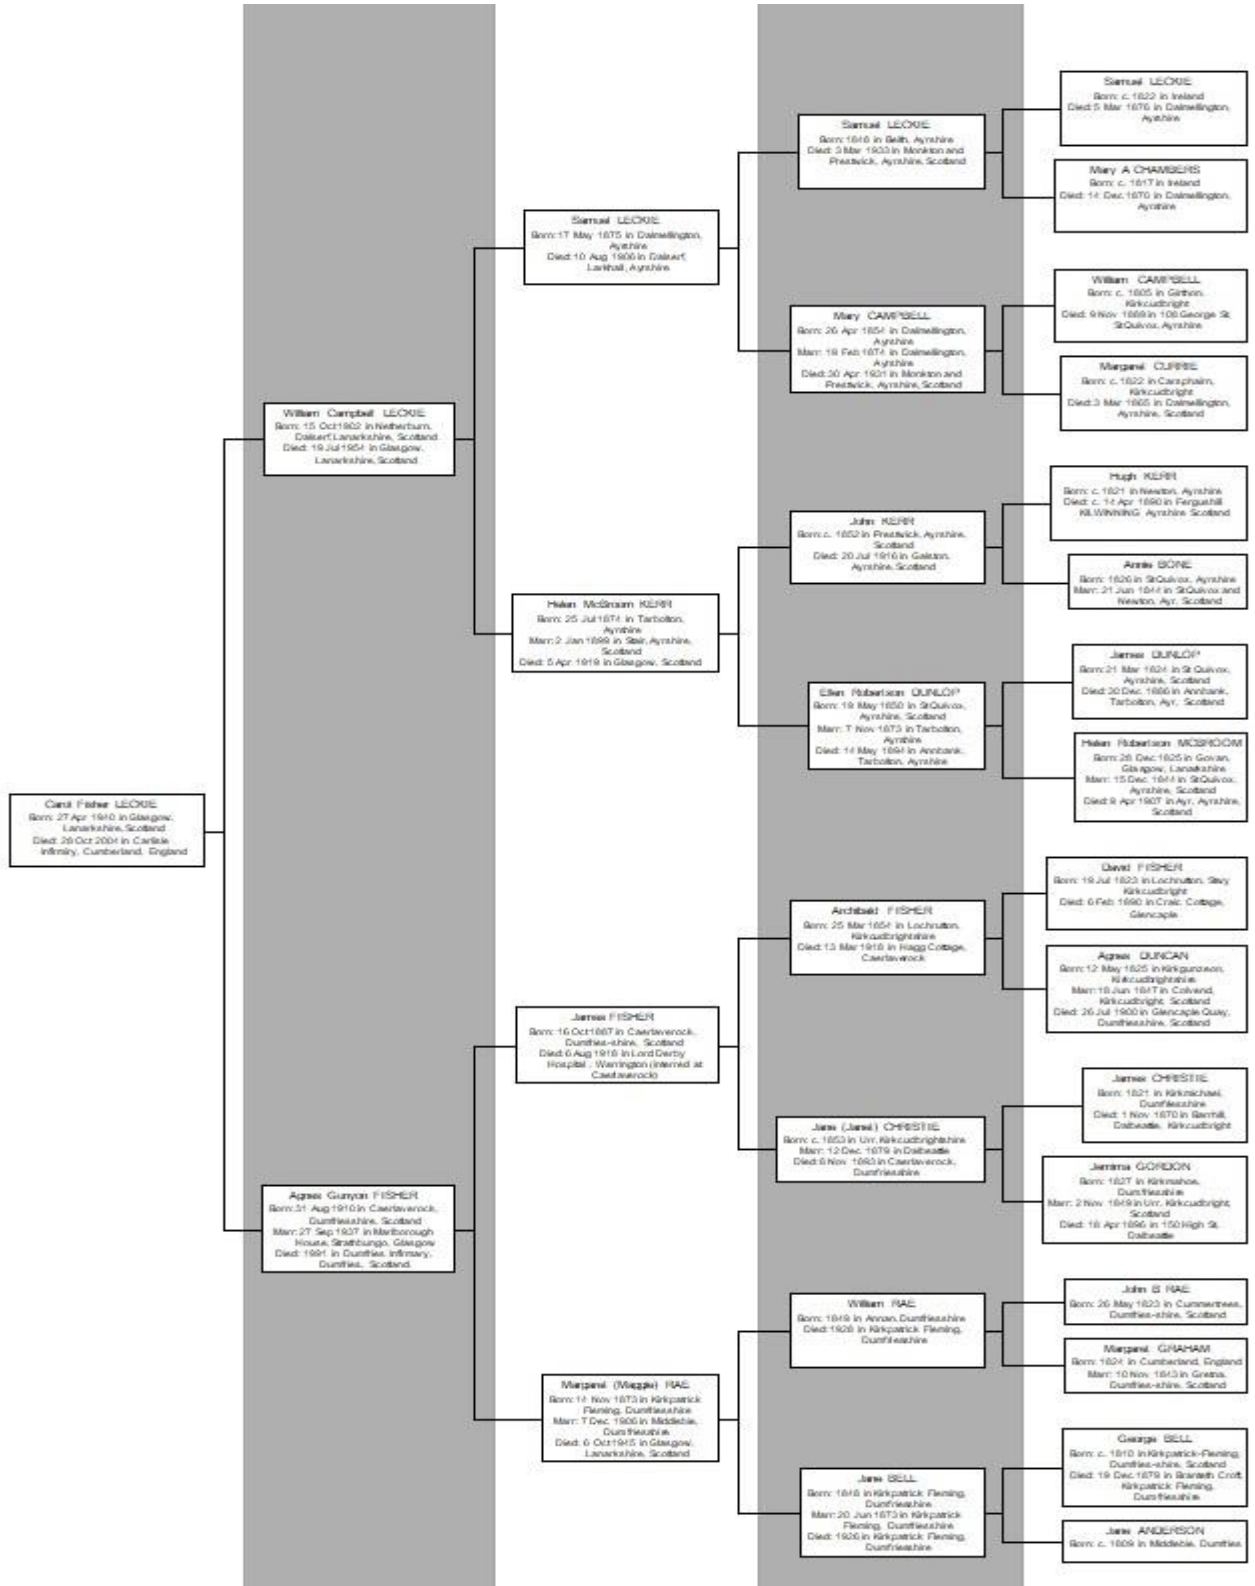 Carol Fisher LECKIE
Born: 27 Apr 1940 in Glasgow,
Lanarkshire, Scotland
Died: 28 Oct 2004 in Carlisle
Infirmiry, Cumberland, England
William Campbell LECKIE
Born: 15 Oct 1902 in Netherburn,
Dalserf, Lanarkshire, Scotland
Died: 19 Jul 1954 in Glasgow,
Lanarkshire, Scotland
Agnes Gunyon FISHER
Born: 31 Aug 1910 in Caerlaverock,
Dumfriesshire, Scotland
Marr: 27 Sep 1937 in Marlborough
House, Strathbungo, Glasgow
Died: 1991 in Dumfries Infirmary,
Dumfries, Scotland
Samuel LECKIE
Born: 17 May 1875 in Dalmellington,
Ayrshire
Died: 10 Aug 1906 in Dalserf,
Larkhall, Ayrshire
Helen McBroom KERR
Born: 25 Jul 1874 in Tarbolton,
Ayrshire
Marr: 2 Jan 1899 in Stair, Ayrshire,
Scotland
Died: 5 Apr 1919 in Glasgow, Scotland
James FISHER
Born: 16 Oct 1887 in Caerlaverock,
Dumfries-shire, Scotland
Died: 6 Aug 1918 in Lord Derby
Hospital , Warrington (interred at
Caerlaverock)
Margaret (Maggie) RAE
Born: 14 Nov 1873 in Kirkpatrick
Fleming, Dumfriesshire
Marr: 7 Dec 1906 in Middlebie,
Dumfriesshire
Died: 6 Oct 1945 in Glasgow,
Lanarkshire, Scotland
Samuel LECKIE
Born: 1848 in Beith, Ayrshire
Died: 3 Mar 1933 in Monkton and
Prestwick, Ayrshire, Scotland
Mary CAMPBELL
Born: 26 Apr 1854 in Dalmellington,
Ayrshire
Marr: 19 Feb 1874 in Dalmellington,
Ayrshire
Died: 30 Apr 1931 in Monkton and
Prestwick, Ayrshire, Scotland
John KERR
Born: c. 1852 in Prestwick, Ayrshire,
Scotland
Died: 20 Jul 1916 in Galston,
Ayrshire, Scotland
Ellen Robertson DUNLOP
Born: 19 May 1850 in StQuivox,
Ayrshire, Scotland
Marr: 7 Nov 1873 in Tarbolton,
Ayrshire
Died: 14 May 1894 in Annbank,
Tarbolton, Ayrshire
Archibald FISHER
Born: 25 Mar 1854 in Lochrutton,
Kirkcudbrightshire
Died: 13 Mar 1918 in Hagg Cottage,
Caerlaverock
Jane (Janet) CHRISTIE
Born: c. 1853 in Urr, Kirkcudbrightshire
Marr: 12 Dec 1879 in Dalbeattie
Died: 8 Nov 1893 in Caerlaverock,
Dumfriesshire
William RAE
Born: 1849 in Annan, Dumfriesshire
Died: 1928 in Kirkpatrick Fleming,
Dumfriesshire
Jane BELL
Born: 1848 in Kirkpatrick Fleming,
Dumfriesshire
Marr: 20 Jun 1873 in Kirkpatrick
Fleming, Dumfriesshire
Died: 1926 in Kirkpatrick Fleming,
Dumfriesshire
Samuel LECKIE
Born: c. 1822 in Ireland
Died: 5 Mar 1876 in Dalmellington,
Ayrshire
Mary A CHAMBERS
Born: c. 1817 in Ireland
Died: 14 Dec 1870 in Dalmellington,
Ayrshire
William CAMPBELL
Born: c. 1805 in Girthon,
Kirkcudbright
Died: 9 Nov 1889 in 108 George St,
StQuivox, Ayrshire
Margaret CURRIE
Born: c. 1822 in Carsphairn,
Kirkcudbright
Died: 3 Mar 1865 in Dalmellington,
Ayrshire, Scotland
Hugh KERR
Born: c. 1821 in Newton, Ayrshire
Died: c. 14 Apr 1890 in Fergushill
KILWINNING Ayrshire Scotland
Annie BONE
Born: 1826 in StQuivox, Ayrshire
Marr: 21 Jun 1844 in StQuivox and
Newton, Ayr, Scotland
James DUNLOP
Born: 21 Mar 1824 in St Quivox,
Ayrshire, Scotland
Died: 30 Dec 1886 in Annbank,
Tarbolton, Ayr, Scotland
Helen Robertson MCBROOM
Born: 28 Dec 1825 in Govan,
Glasgow, Lanarkshire
Marr: 15 Dec 1844 in StQuivox,
Ayrshire, Scotland
Died: 9 Apr 1907 in Ayr, Ayrshire,
Scotland
David FISHER
Born: 19 Jul 1823 in Lochrutton,
Kirkcudbright
Died: 6 Feb 1890 in Craic Cottage,
Glencaple
Agnes DUNCAN
Born: 12 May 1825 in Kirkgunzeon,
Kirkcudbrightshire
Marr: 18 Jun 1847 in Colvend,
Kirkcudbright, Scotland
Died: 26 Jul 1900 in Glencaple Quay,
Dumfriesshire, Scotland
James CHRISTIE
Born: 1821 in Kirkmichael,
Dumfriesshire
Died: 1 Nov 1870 in Barrhill,
Dalbeattie, Kirkcudbright
Jemima GORDON
Born: 1827 in Kirkmahoe,
Dumfriesshire
Marr: 2 Nov 1849 in Urr, Kirkcudbright,
Scotland
Died: 18 Apr 1896 in 150 High St,
Dalbeattie
John B RAE
Born: 26 May 1823 in Cummertrees,
Dumfries-shire, Scotland
Margaret GRAHAM
Born: 1824 in Cumberland, England
Marr: 10 Nov 1843 in Gretna,
Dumfries-shire, Scotland
George BELL
Born: c. 1810 in Kirkpatrick-Fleming,
Dumfries-shire, Scotland
Died: 19 Dec 1879 in Branteth Croft,
Kirkpatrick Fleming,
Dumfriesshire
Jane ANDERSON
Born: c. 1809 in Middlebie, Dumfries